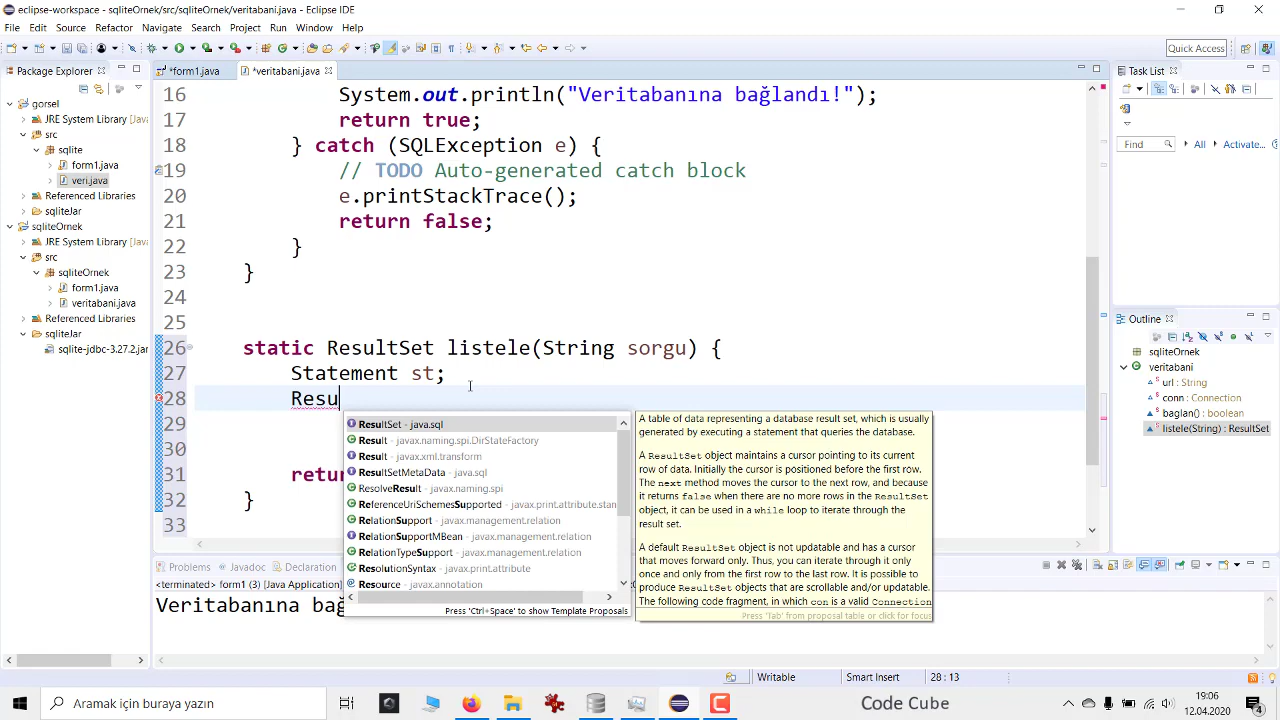 eclipse-workspace - sqliteOrnek/src/sqliteOrnek/veritabani.java - Eclipse IDE
File Edit Source Refactor Navigate Search Project Run Window Help
Quick Access
Package Explorer
gorsel
JRE System Library [Java
src
sqlite
form1.java
veri.java
Referenced Libraries
sqliteJar
sqliteOrnek
JRE System Library [Java
src
sqliteOrnek
form1.java
veritabani.java
Referenced Libraries
sqliteJar
sqlite-jdbc-3.27.2.jar
*form1.java *veritabani.java
16 System.out.println("Veritabanına bağlandı!");
17 return true;
18 } catch (SQLException e) {
19 // TODO Auto-generated catch block
20 e.printStackTrace();
21 return false;
22 }
23 }
24
25
26 static ResultSet listele(String sorgu) {
27 Statement st;
28 Resu
29
30
31 retur
32 }
33
ResultSet - java.sql
Result - javax.naming.spi.DirStateFactory
Result - javax.xml.transform
ResultSetMetaData - java.sql
ResolveResult - javax.naming.spi
ReferenceUriSchemesSupported - javax.print.attribute.stan
RelationSupport - javax.management.relation
RelationSupportMBean - javax.management.relation
RelationTypeSupport - javax.management.relation
ResolutionSyntax - javax.print.attribute
Resource - javax.annotation
Press 'Ctrl+Space' to show Template Proposals
A table of data representing a database result set, which is usually
generated by executing a statement that queries the database.
A ResultSet object maintains a cursor pointing to its current
row of data. Initially the cursor is positioned before the first row.
The next method moves the cursor to the next row, and because
it returns false when there are no more rows in the ResultSet
object, it can be used in a while loop to iterate through the
result set.
A default ResultSet object is not updatable and has a cursor
that moves forward only. Thus, you can iterate through it only
once and only from the first row to the last row. It is possible to
produce ResultSet objects that are scrollable and/or updatable.
The following code fragment, in which con is a valid Connection
Press 'Tab' from proposal table or click for focus
Task List
Find All Activate...
Outline
sqliteOrnek
veritabani
url : String
conn : Connection
baglan() : boolean
listele(String) : ResultSet
Problems Javadoc Declaration
<terminated> form1 (3) [Java Application]
Veritabanına bağ
Writable Smart Insert 28 : 13
Aramak için buraya yazın
Code Cube
19:06
12.04.2020
4